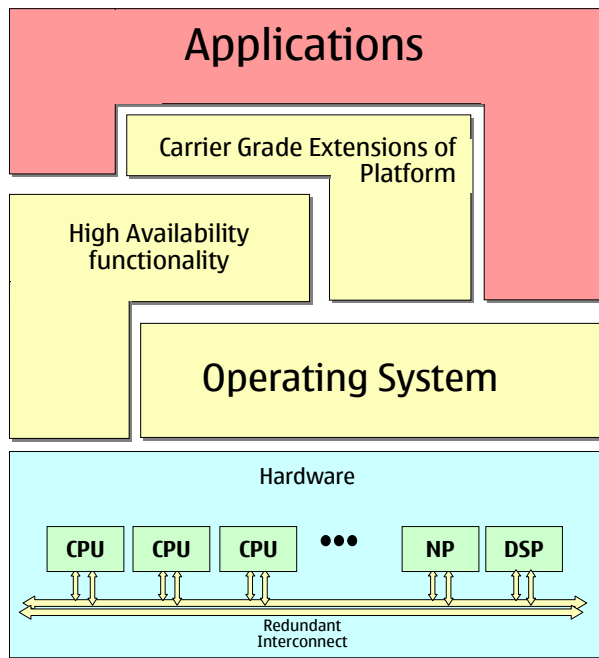 Applications
Carrier Grade Extensions of
Platform
High Availability
functionality
Operating System
Hardware
CPU CPU CPU ••• NP DSP
Redundant
Interconnect